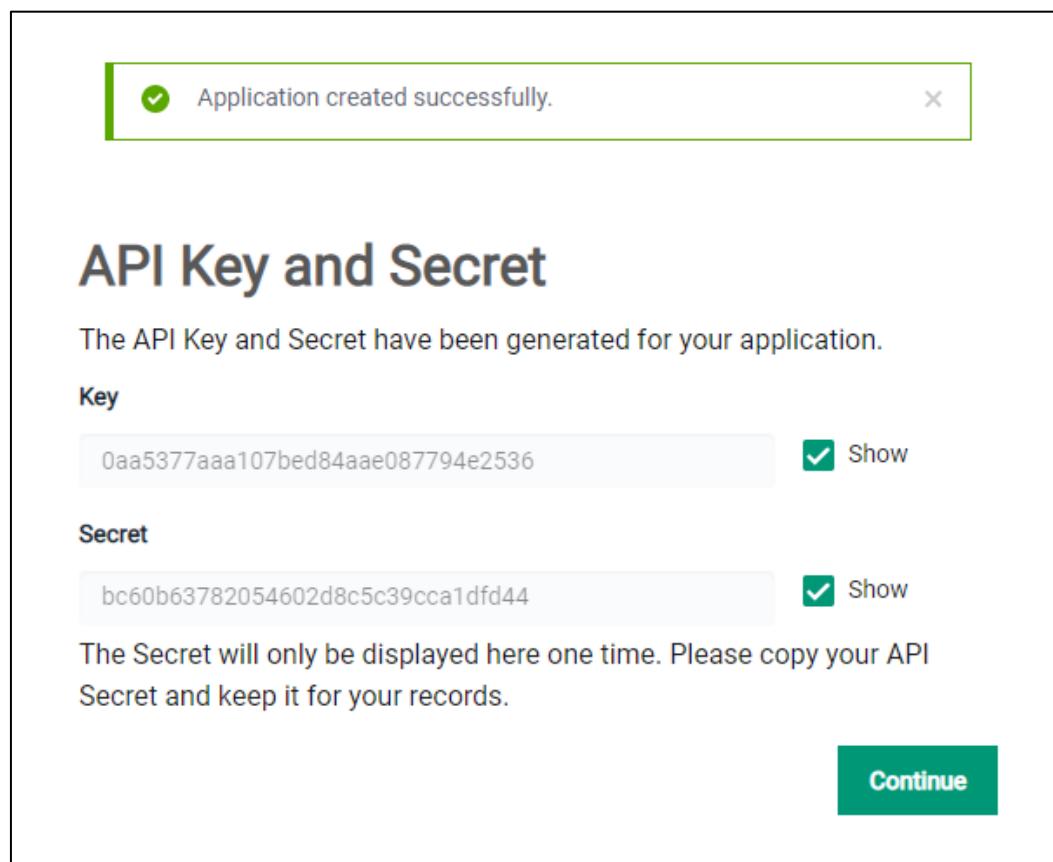 Application created successfully.
API Key and Secret
The API Key and Secret have been generated for your application.
Key
0aa5377aaa107bed84aae087794e2536
Show
Secret
bc60b63782054602d8c5c39cca1dfd44
Show
The Secret will only be displayed here one time. Please copy your API
Secret and keep it for your records.
Continue